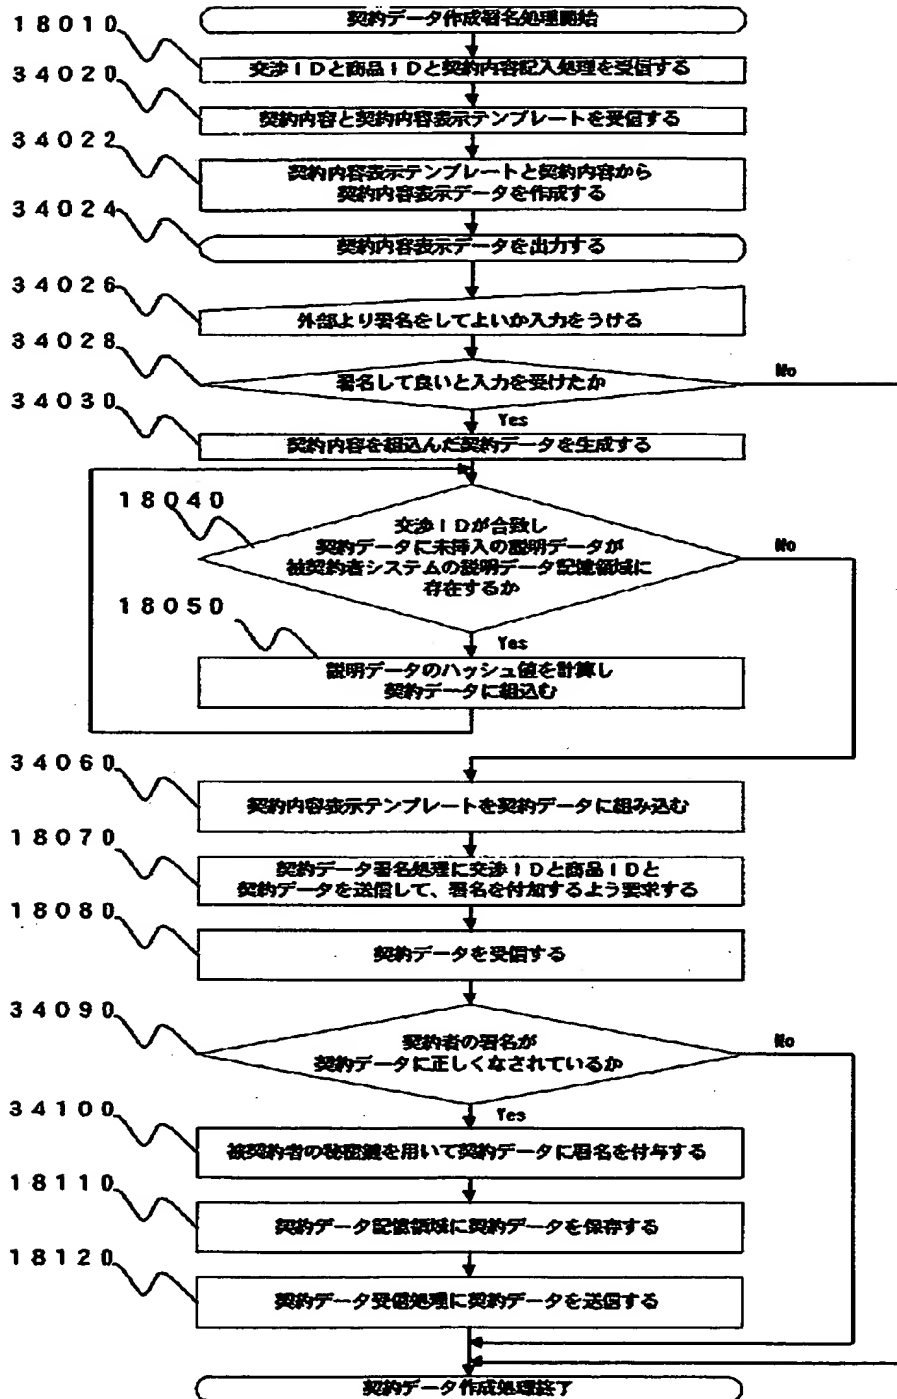 契約データ作成署名処理開始
18010
交渉IDと商品IDと契約内容記入処理を受信する
34020
契約内容と契約内容表示テンプレートを受信する
34022
契約内容表示テンプレートと契約内容から
契約内容表示データを作成する
34024
契約内容表示データを出力する
34026
外部より署名をしてよいか入力をうける
34028
署名して良いと入力を受けたか
No
Yes
34030
契約内容を組込んだ契約データを生成する
18040
交渉IDが合致し
契約データに未挿入の説明データが
被契約者システムの説明データ記憶領域に
存在するか
No
Yes
18050
説明データのハッシュ値を計算し
契約データに組込む
34060
契約内容表示テンプレートを契約データに組み込む
18070
契約データ署名処理に交渉IDと商品IDと
契約データを送信して、署名を付加するよう要求する
18080
契約データを受信する
34090
契約者の署名が
契約データに正しくなされているか
No
Yes
34100
被契約者の秘密鍵を用いて契約データに署名を付与する
18110
契約データ記憶領域に契約データを保存する
18120
契約データ受信処理に契約データを送信する
契約データ作成処理終了